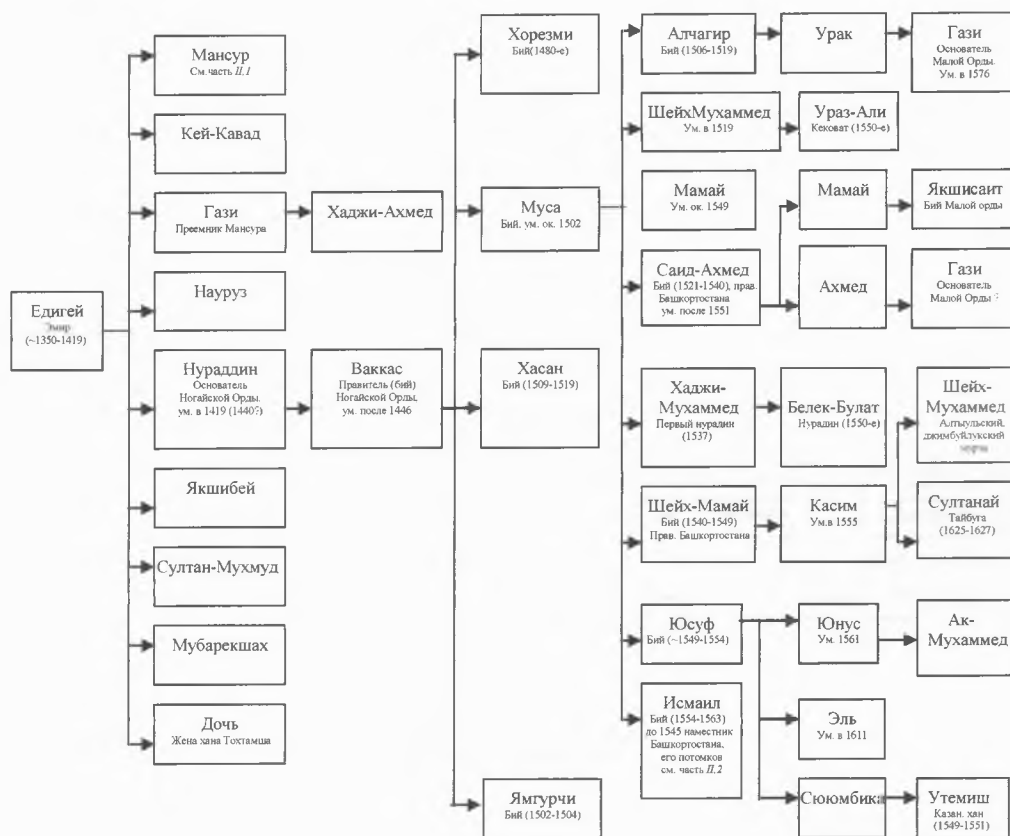 Едигей
Эмир
(~1350-1419)
Мансур
См.часть II.1
Кей-Кавад
Гази
Преемник Мансура
Науруз
Нураддин
Основатель
Ногайской Орды.
ум. в 1419 (1440?)
Якшибей
Султан-Мухмуд
Мубарекшах
Дочь
Жена хана Тохтамша
Хаджи-Ахмед
Ваккас
Правитель (бий)
Ногайской Орды,
ум. после 1446
Хорезми
Бий(1480-е)
Муса
Бий. ум. ок. 1502
Хасан
Бий (1509-1519)
Ямгурчи
Бий (1502-1504)
Алчагир
Бий (1506-1519)
ШейхМухаммед
Ум. в 1519
Мамай
Ум. ок. 1549
Саид-Ахмед
Бий (1521-1540), прав.
Башкортостана
ум. после 1551
Хаджи-
Мухаммед
Первый нурадин
(1537)
Шейх-Мамай
Бий (1540-1549)
Прав. Башкортостана
Юсуф
Бий (~1549-1554)
Исмаил
Бий (1554-1563)
до 1545 наместник
Башкортостана,
его потомков
см. часть II.2
Урак
Ураз-Али
Кековат (1550-е)
Мамай
Ахмед
Белек-Булат
Нурадин (1550-е)
Касим
Ум.в 1555
Юнус
Ум. 1561
Эль
Ум. в 1611
Сююмбика
Гази
Основатель
Малой Орды.
Ум. в 1576
Якшисаит
Бий Малой орды
Гази
Основатель
Малой Орды ?
Шейх-
Мухаммед
Алтыульский,
джимбуйлукский
Султанай
Тайбуга
(1625-1627)
Ак-
Мухаммед
Утемиш
Казан. хан
(1549-1551)